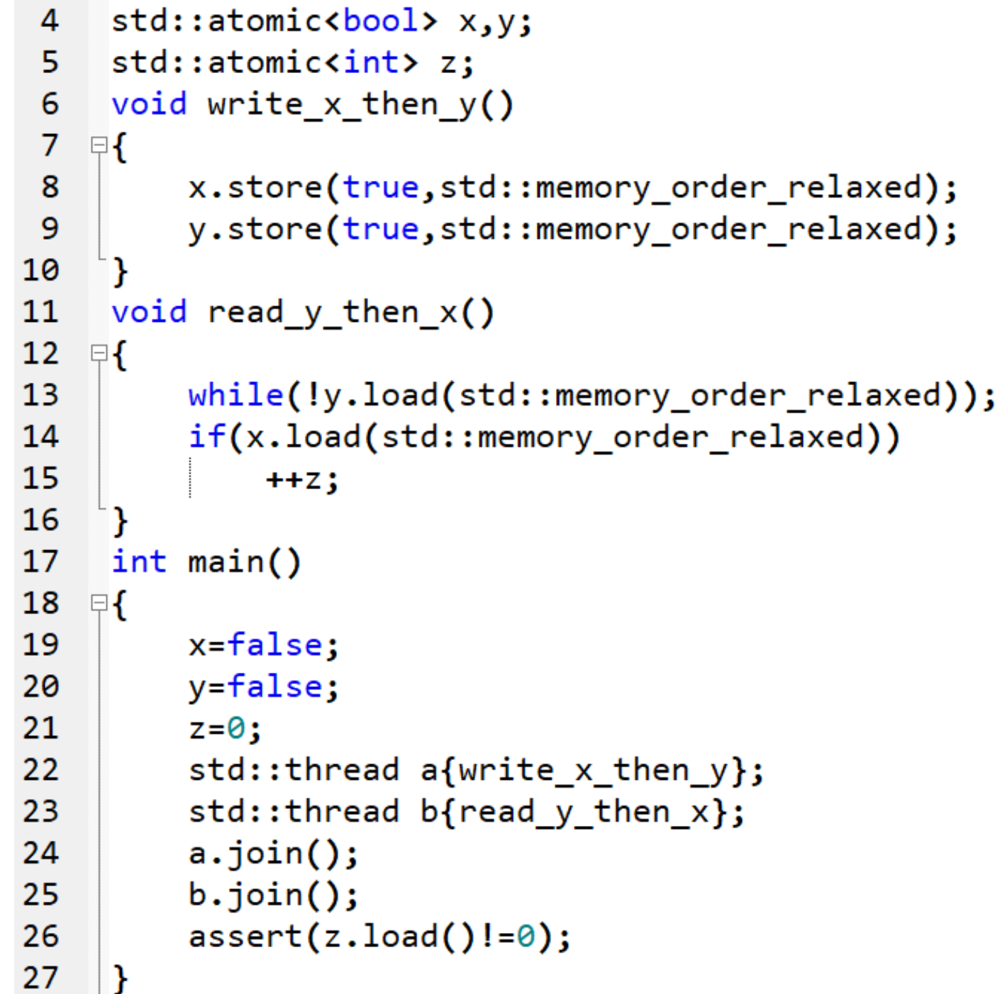 4 std::atomic<bool> x,y;
5 std::atomic<int> z;
6 void write_x_then_y()
7 {
8 x.store(true,std::memory_order_relaxed);
9 y.store(true,std::memory_order_relaxed);
10 }
11 void read_y_then_x()
12 {
13 while(!y.load(std::memory_order_relaxed));
14 if(x.load(std::memory_order_relaxed))
15 ++z;
16 }
17 int main()
18 {
19 x=false;
20 y=false;
21 z=0;
22 std::thread a{write_x_then_y};
23 std::thread b{read_y_then_x};
24 a.join();
25 b.join();
26 assert(z.load()!=0);
27 }